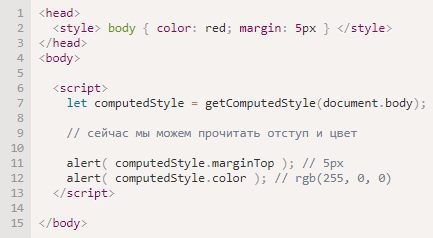 1 <head>
2   <style> body { color: red; margin: 5px } </style>
3 </head>
4 <body>
5
6   <script>
7     let computedStyle = getComputedStyle(document.body);
8
9     // сейчас мы можем прочитать отступ и цвет
10
11     alert( computedStyle.marginTop ); // 5px
12     alert( computedStyle.color ); // rgb(255, 0, 0)
13   </script>
14
15 </body>